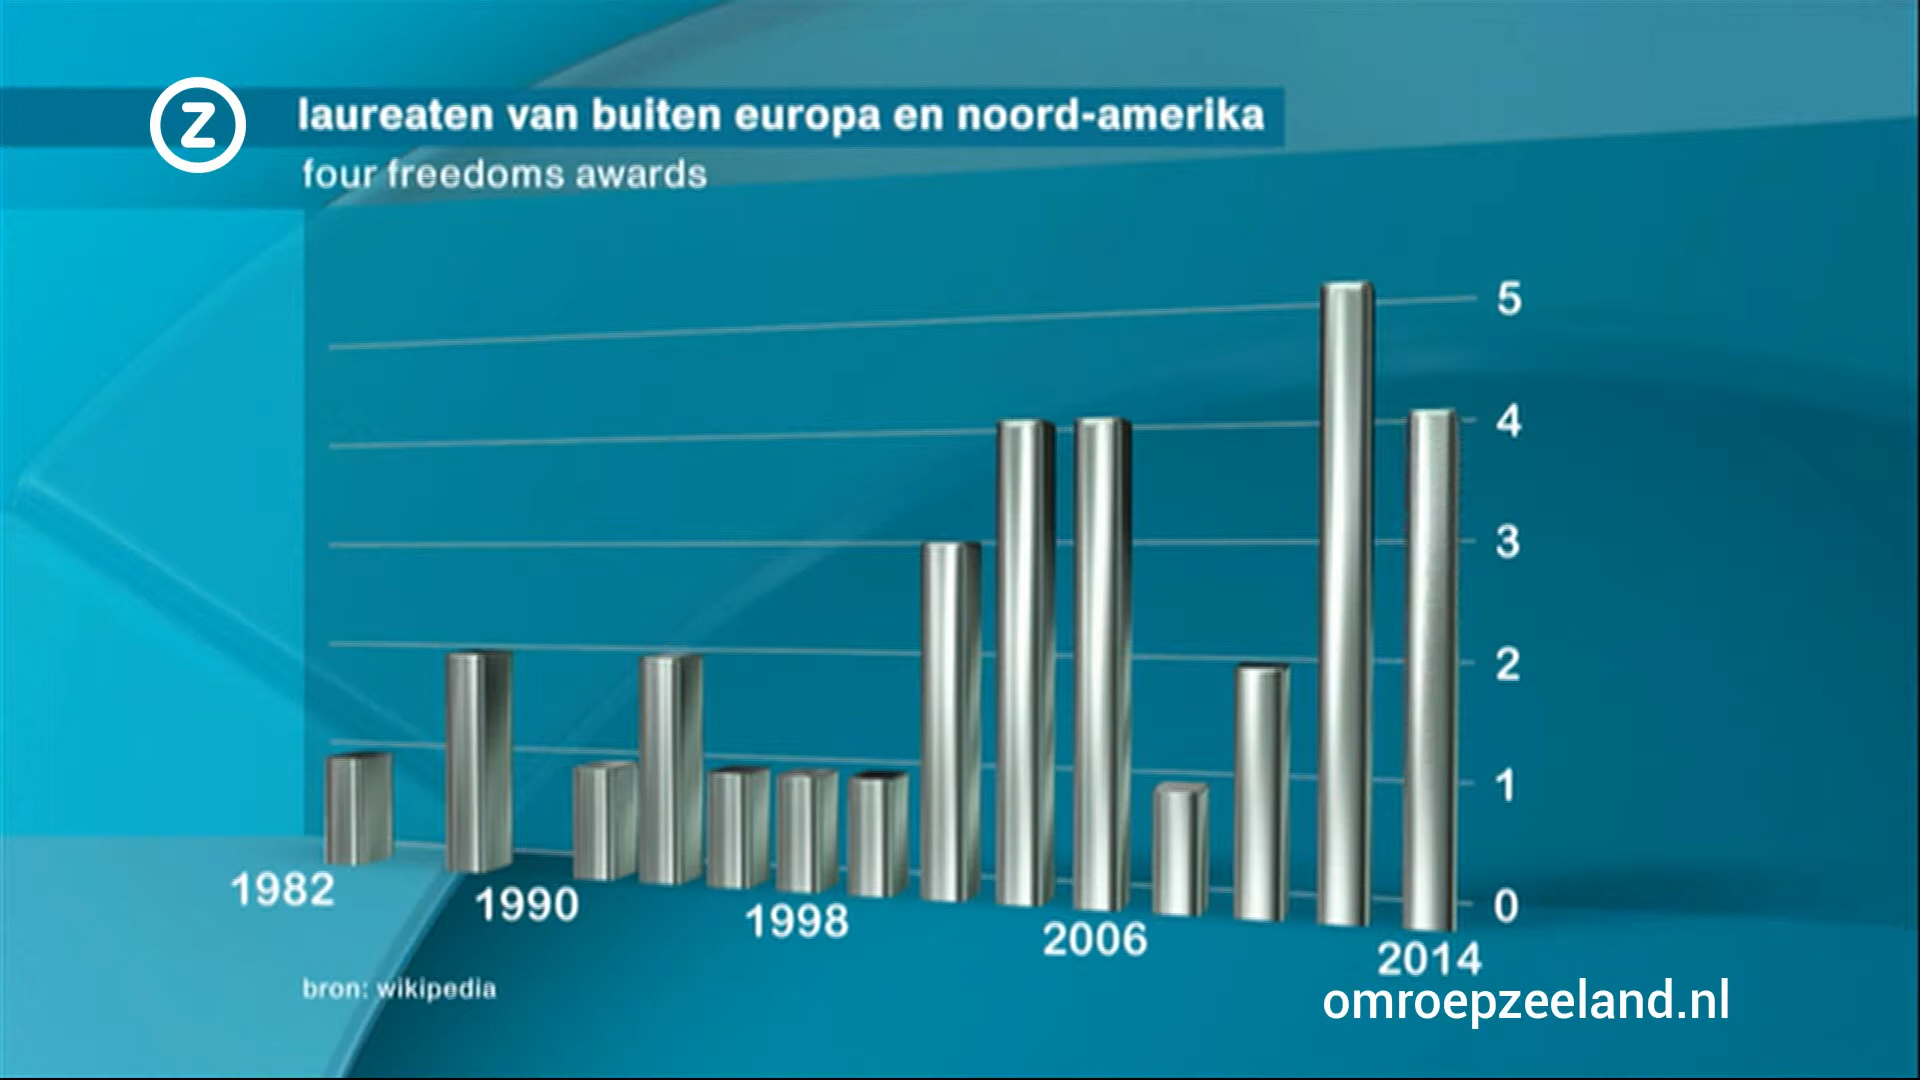 Z
laureaten van buiten europa en noord-amerika
four freedoms awards
5
4
3
2
1
0
1982
1990
1998
2006
2014
bron: wikipedia
omroepzeeland.nl